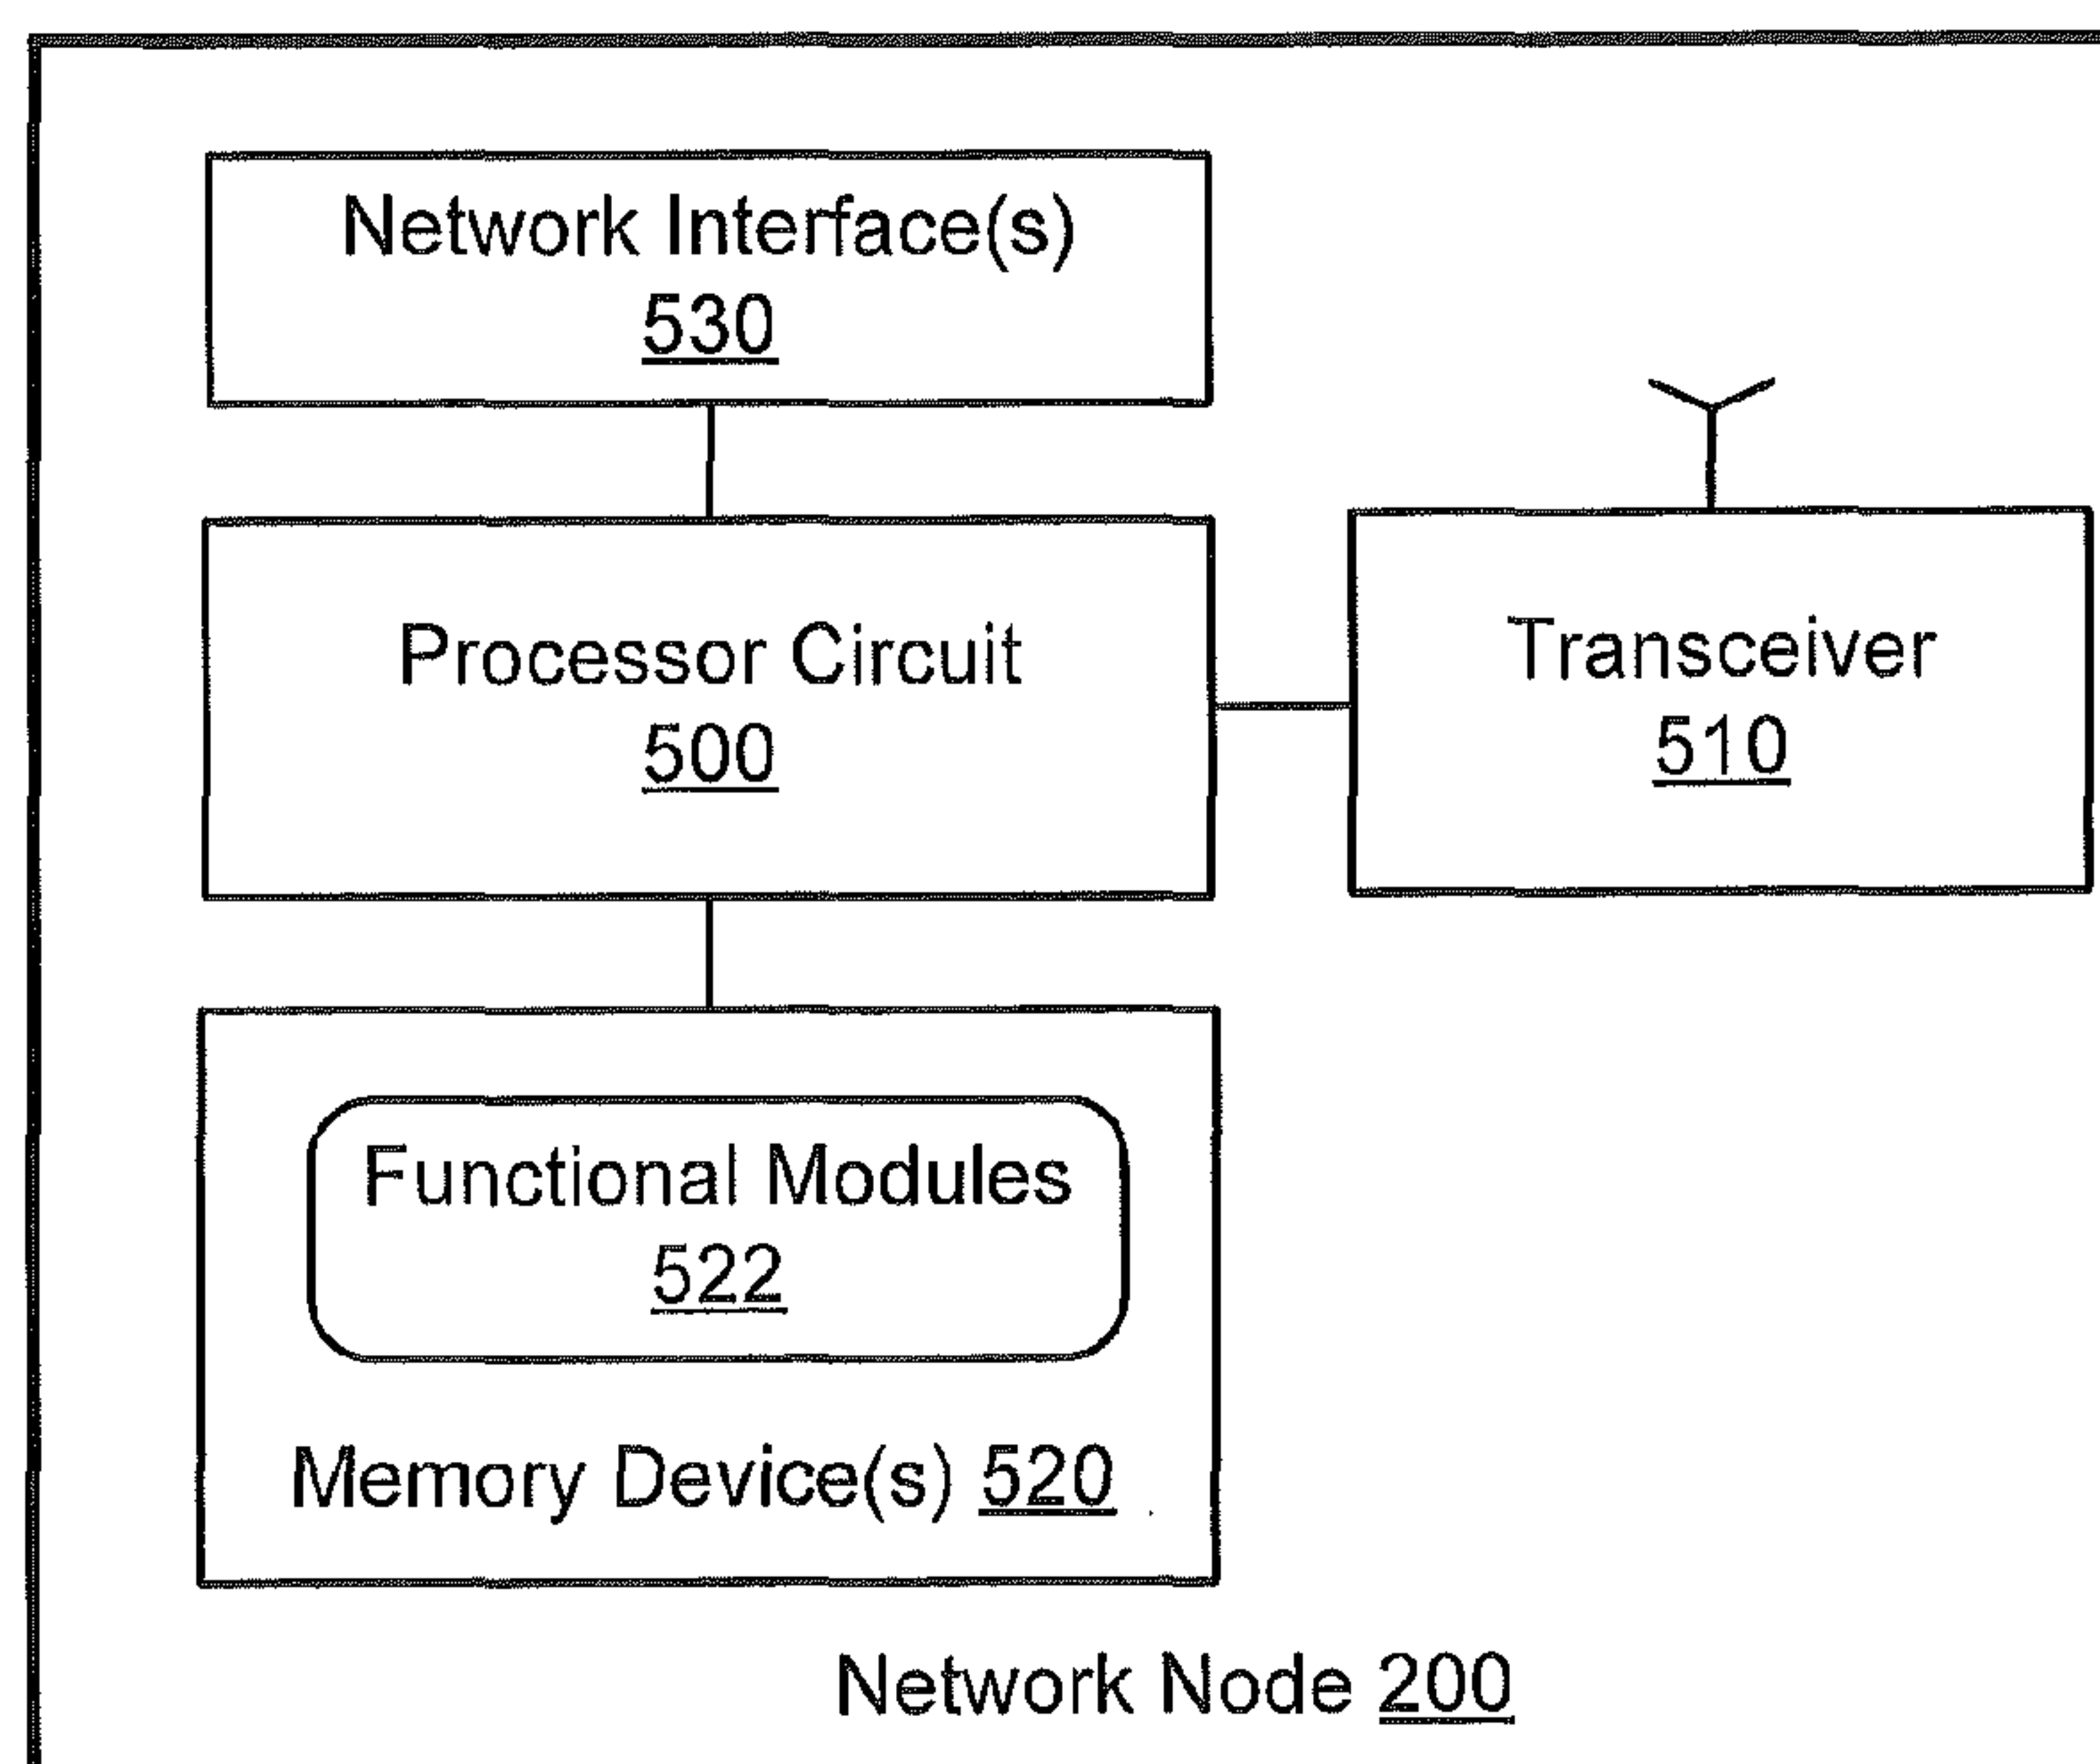 Network Interface(s)
530
Processor Circuit
500
Transceiver
510
Functional Modules
522
Memory Device(s) 520
Network Node 200